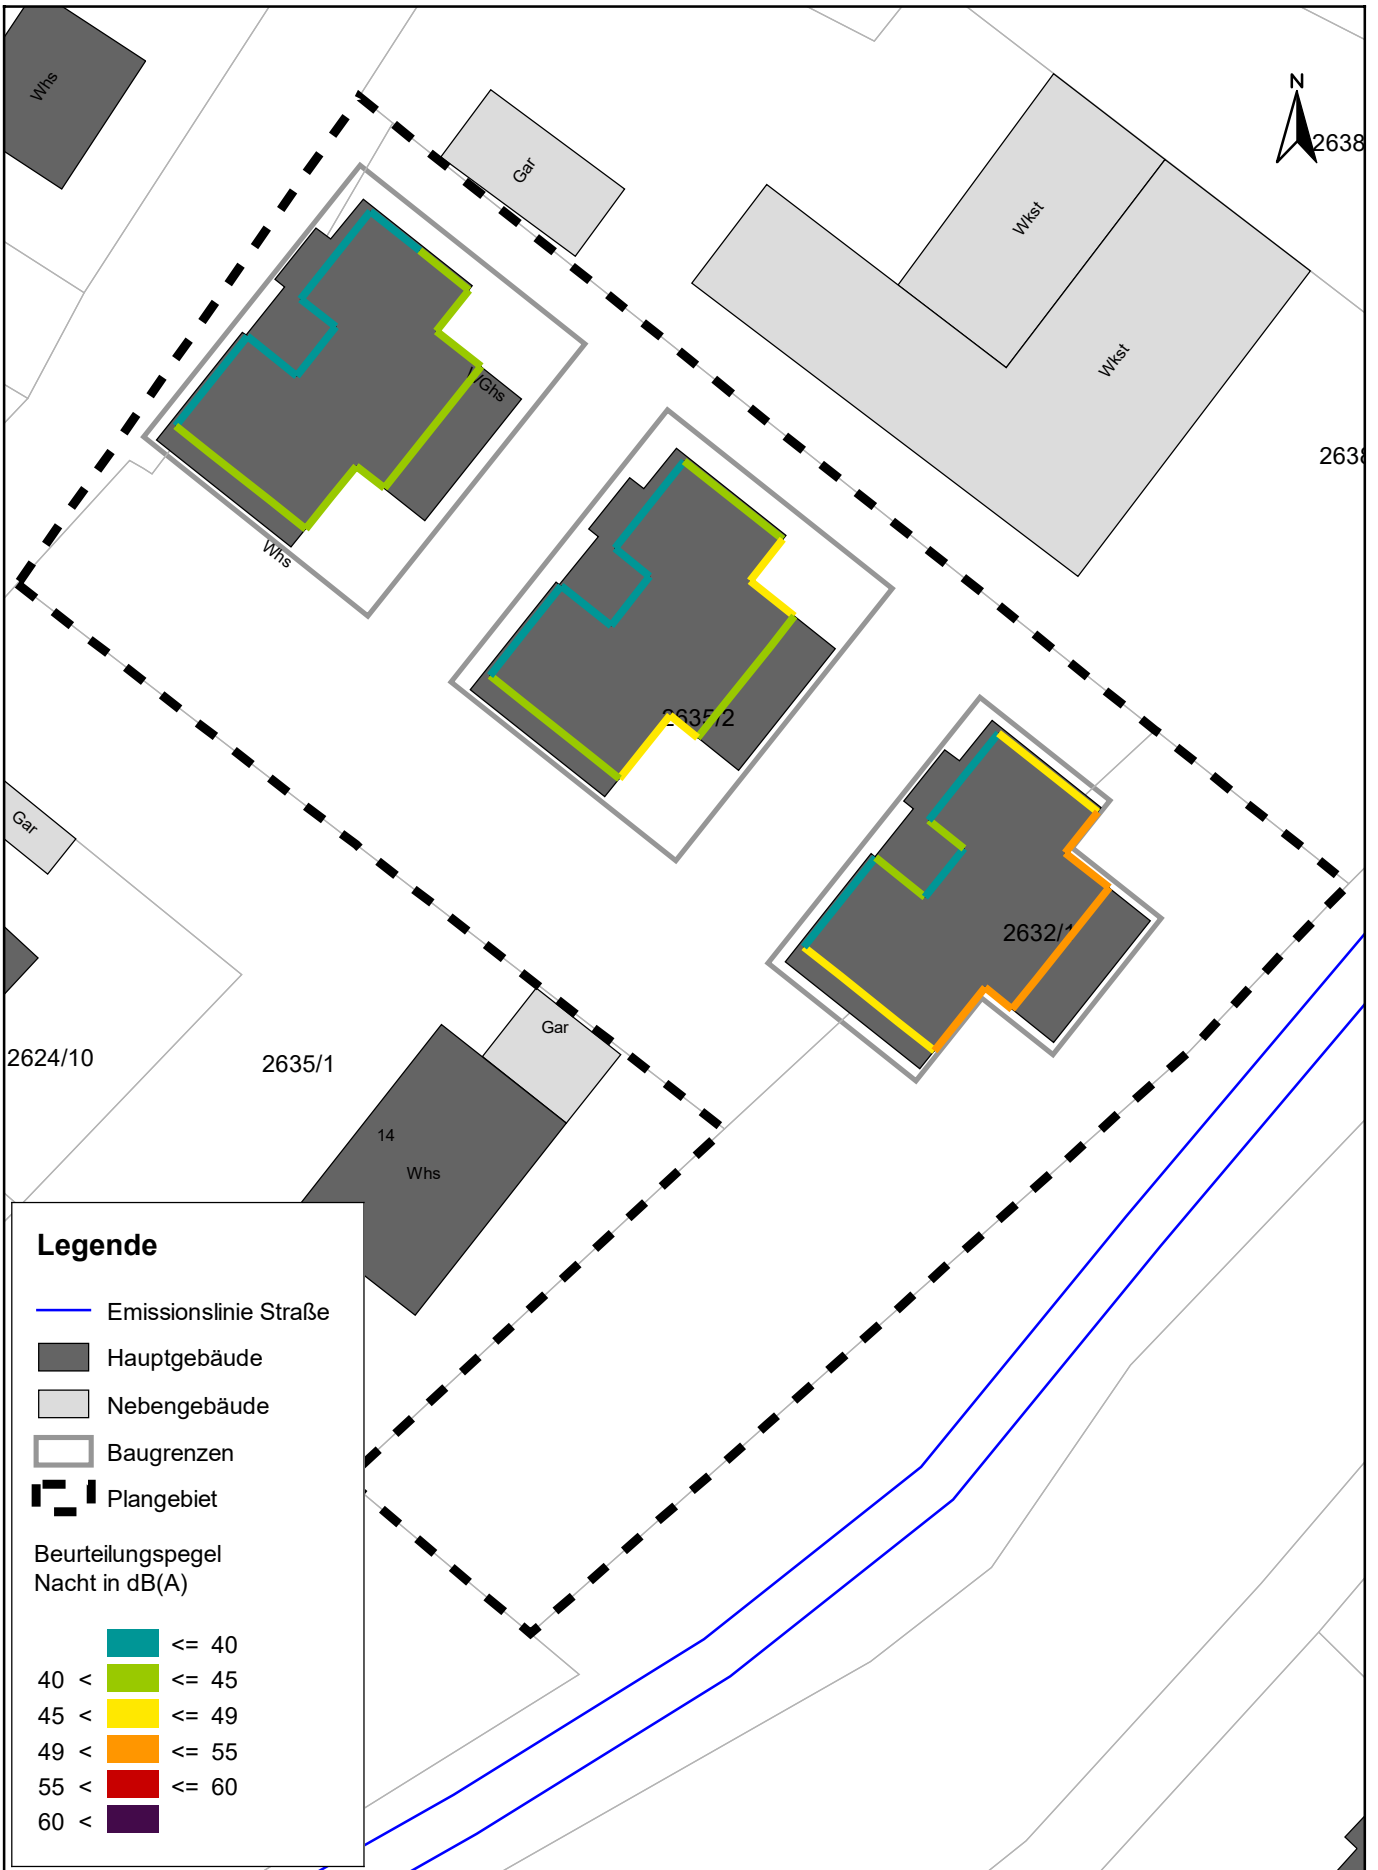 Whs
N
2638
Gar
Wkst
Wkst
Whs
2638
2635/2
Gar
2632/1
Gar
2624/10
2635/1
14
Whs
Legende
Emissionslinie Straße
Hauptgebäude
Nebengebäude
Baugrenzen
Plangebiet
Beurteilungspegel
Nacht in dB(A)
<= 40
40 < <= 45
45 < <= 49
49 < <= 55
55 < <= 60
60 <